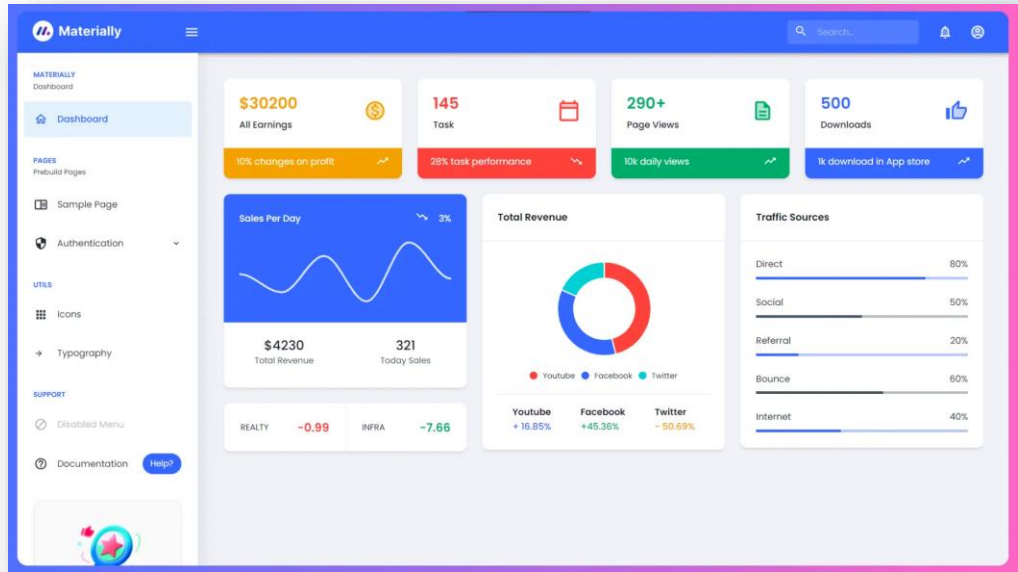 Materially
Search..
MATERIALLY
Dashboard
Dashboard
PAGES
Prebuild Pages
Sample Page
Authentication
UTILS
Icons
Typography
SUPPORT
Disabled Menu
Documentation Help?
$30200
All Earnings
10% changes on profit
145
Task
28% task performance
290+
Page Views
10k daily views
500
Downloads
1k download in App store
Sales Per Day 3%
$4230 321
Total Revenue Today Sales
REALTY -0.99 INFRA -7.66
Total Revenue
Youtube Facebook Twitter
Youtube Facebook Twitter
+ 16.85% +45.36% - 50.69%
Traffic Sources
Direct 80%
Social 50%
Referral 20%
Bounce 60%
Internet 40%